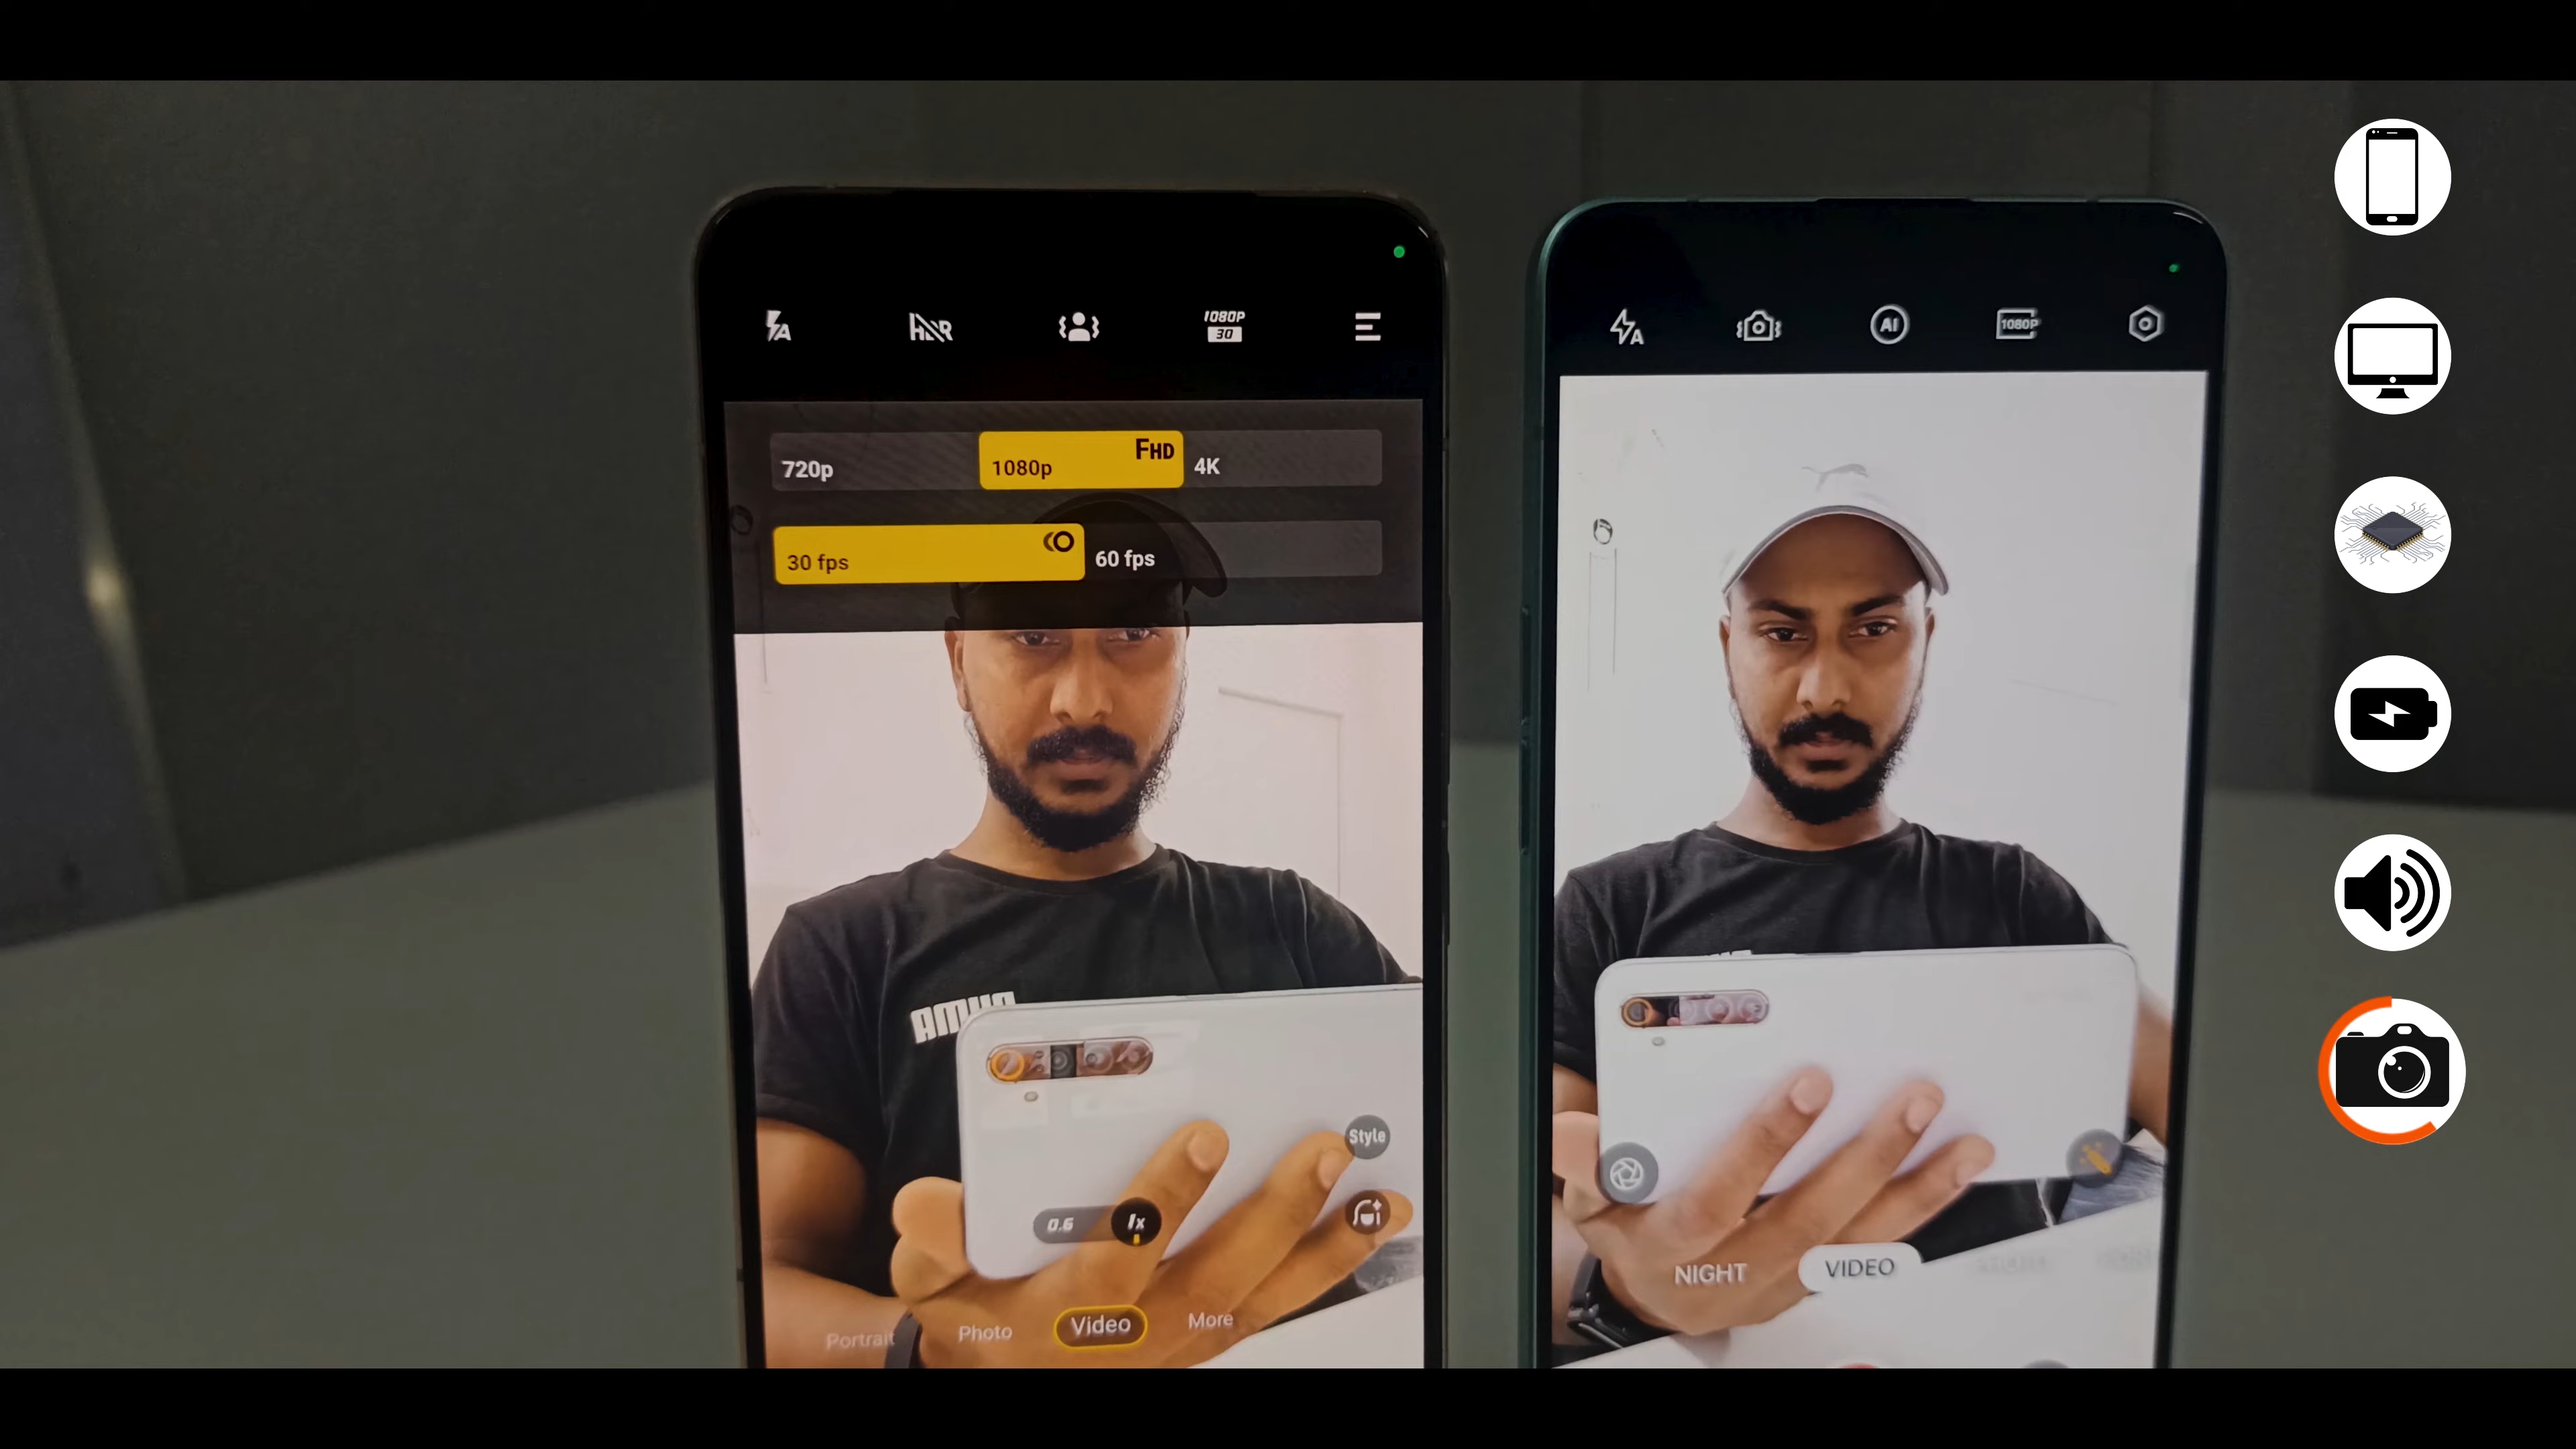 HDR
1080P
30
720p
1080p
FHD
4K
30 fps
60 fps
Style
0.6
1x
Portrait
Photo
Video
More
A
AI
1080P
NIGHT
VIDEO